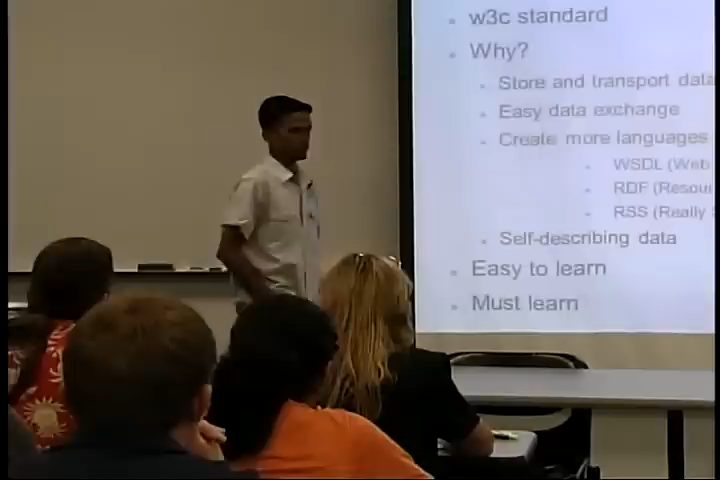 w3c standard
Why?
Store and transport data
Easy data exchange
Create more languages
WSDL (Web
RDF (Resou
RSS (Really
Self-describing data
Easy to learn
Must learn